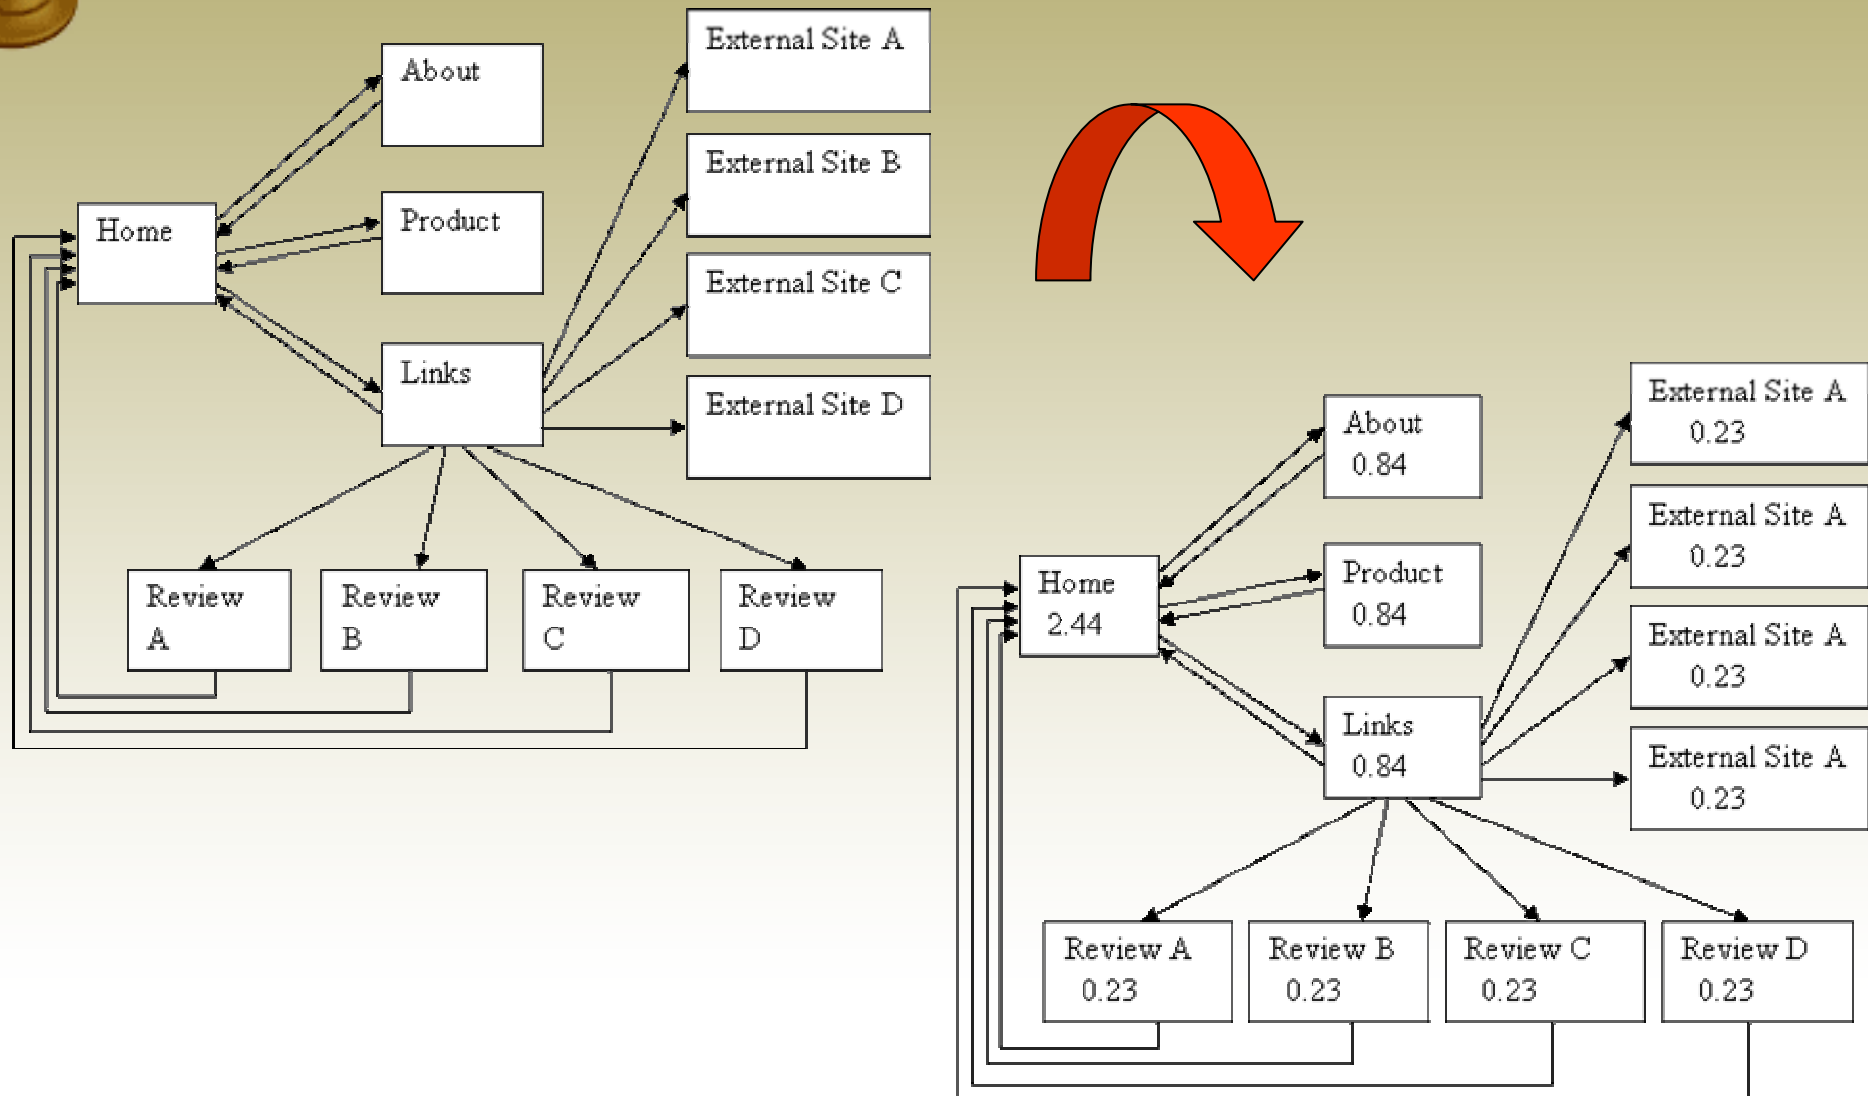 External Site A
About
External Site B
Home
Product
External Site C
Links
External Site D
Review
A
Review
B
Review
C
Review
D
External Site A
0.23
About
0.84
External Site A
0.23
Home
2.44
Product
0.84
External Site A
0.23
Links
0.84
External Site A
0.23
Review A
0.23
Review B
0.23
Review C
0.23
Review D
0.23